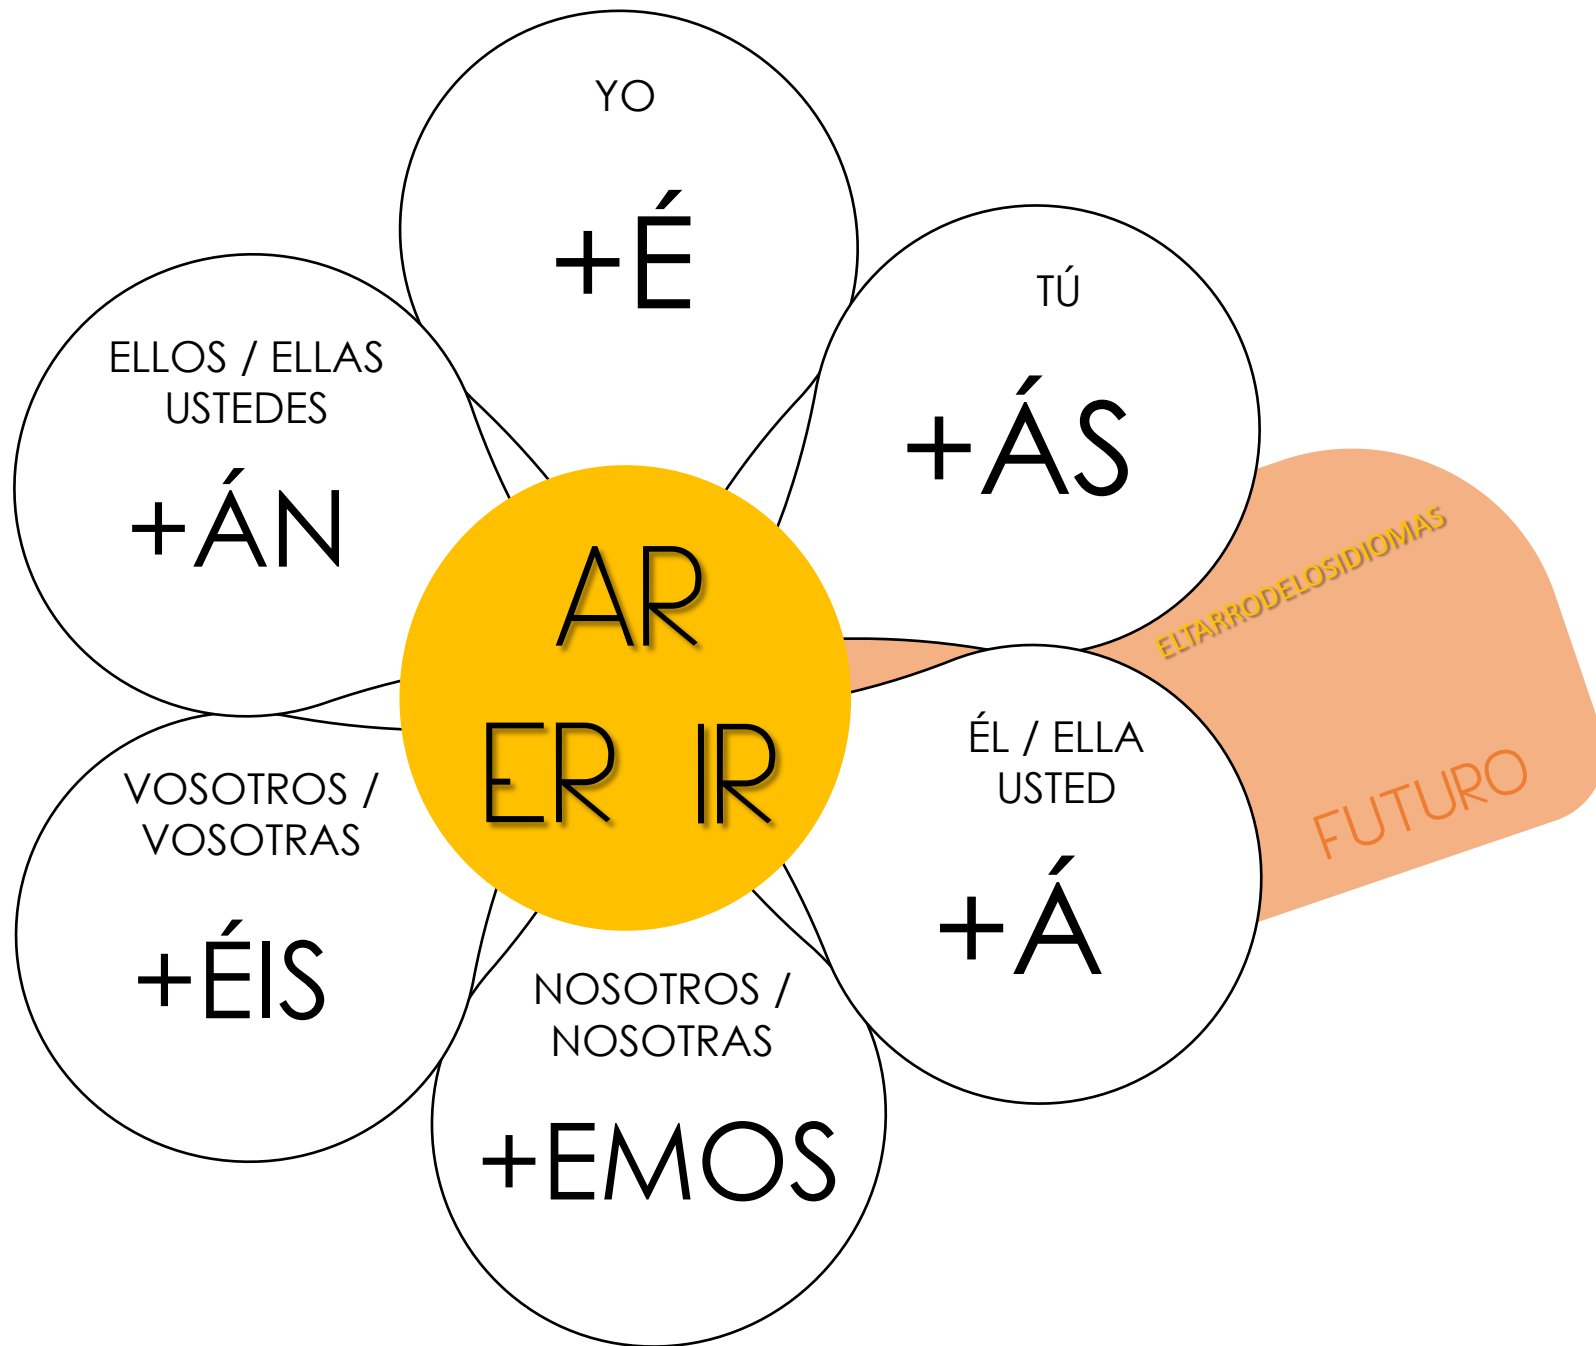 YO
+É
TÚ
+ÁS
ÉL / ELLA
USTED
+Á
NOSOTROS /
NOSOTRAS
+EMOS
VOSOTROS /
VOSOTRAS
+ÉIS
ELLOS / ELLAS
USTEDES
+ÁN
AR
ER IR
ELTARRODELOSIDIOMAS
FUTURO